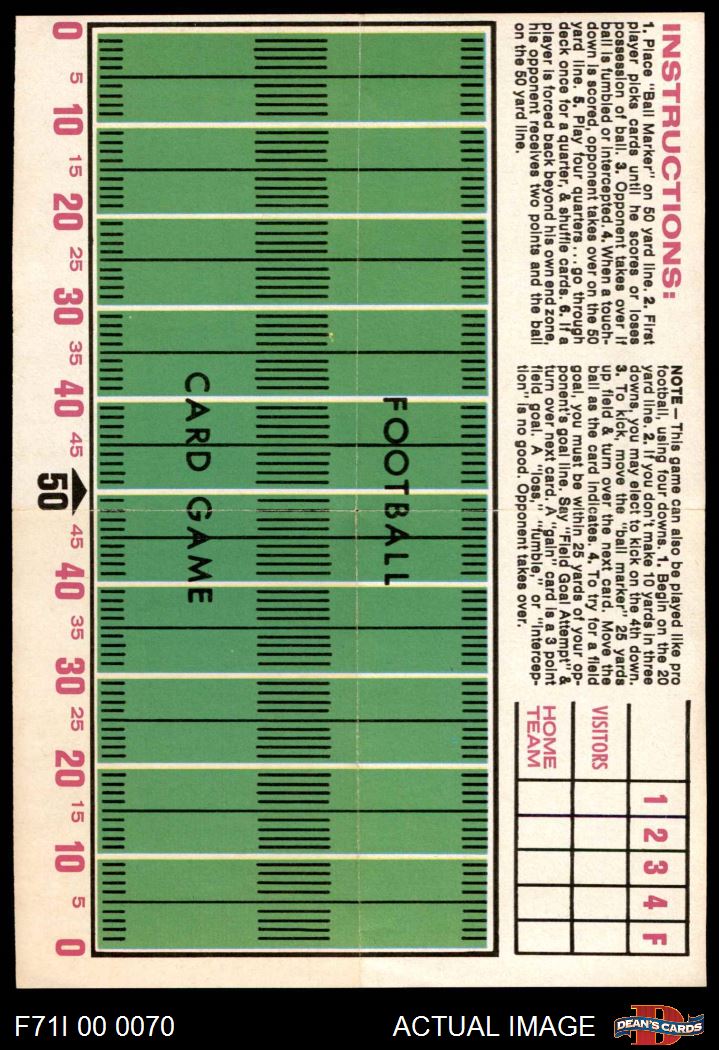 INSTRUCTIONS:
1. Place "Ball Marker" on 50 yard line. 2. First
player picks cards until he scores or loses
possession of ball. 3. Opponent takes over if
ball is fumbled or intercepted. 4. When a touch-
down is scored, opponent takes over on the 50
yard line. 5. Play four quarters . . . go through
deck once for a quarter, & shuffle cards. 6. If a
player is forced back beyond his own end zone,
his opponent receives two points and the ball
on the 50 yard line.
NOTE — This game can also be played like pro
football, using four downs. 1. Begin on the 20
yard line. 2. If you don't make 10 yards in three
downs, you may elect to kick on the 4th down.
3. To kick, move the "ball marker" 25 yards
up field & turn over the next card. Move the
ball as the card indicates. 4. To try for a field
goal, you must be within 25 yards of your op-
ponent's goal line. Say "Field Goal Attempt" &
turn over next card. A "gain" card is a 3 point
field goal. A "loss," "fumble," or "intercep-
tion" is no good. Opponent takes over.
1 2 3 4 F
VISITORS
HOME
TEAM
FOOTBALL
CARD GAME
0 5 10 15 20 25 30 35 40 45 50 45 40 35 30 25 20 15 10 5 0
F71I 00 0070
ACTUAL IMAGE
D
DEAN'S CARDS